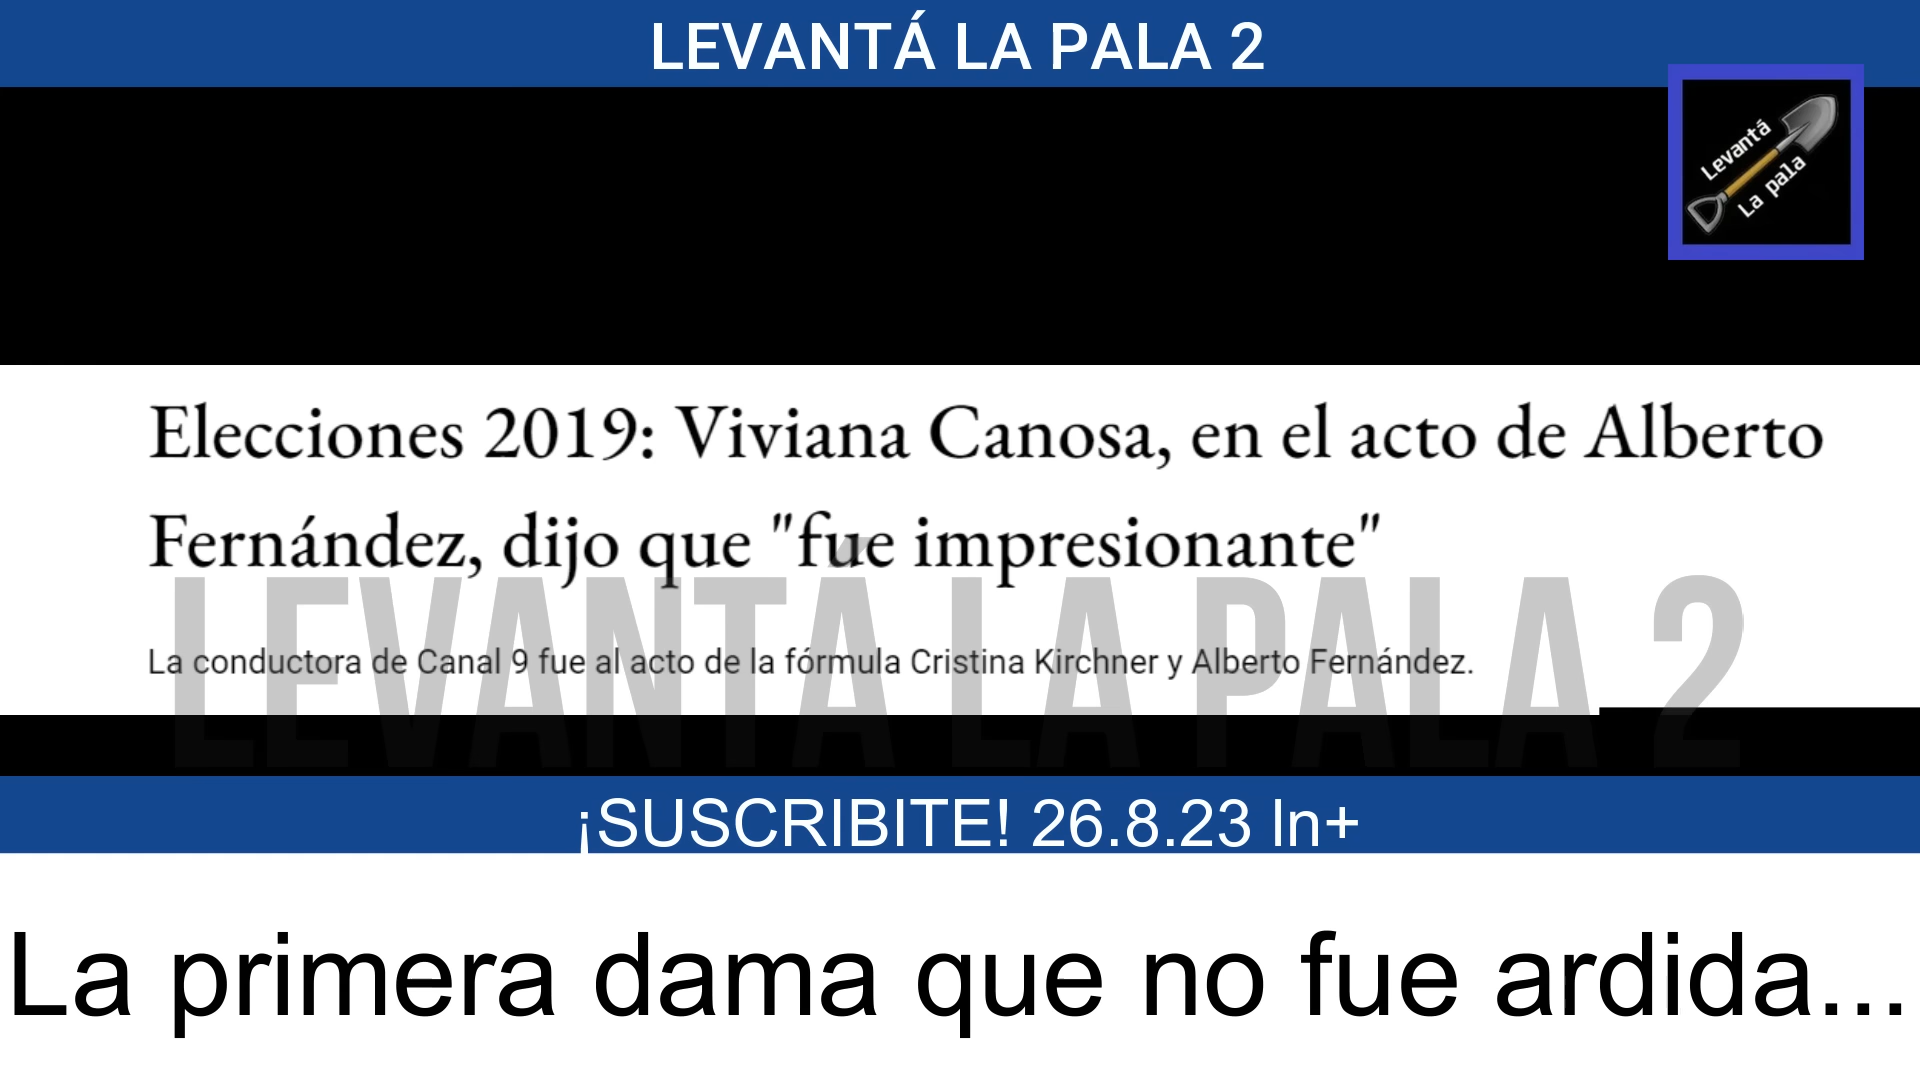 LEVANTÁ LA PALA 2
Levantá
La pala
Elecciones 2019: Viviana Canosa, en el acto de Alberto
Fernández, dijo que "fue impresionante"
LEVANTÁ LA PALA 2
La conductora de Canal 9 fue al acto de la fórmula Cristina Kirchner y Alberto Fernández.
¡SUSCRIBITE! 26.8.23 ln+
La primera dama que no fue ardida...